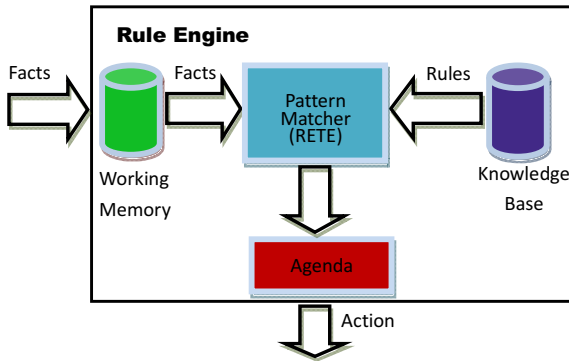 Rule Engine
Facts
Facts
Rules
Pattern
Matcher
(RETE)
Working
Memory
Knowledge
Base
Agenda
Action